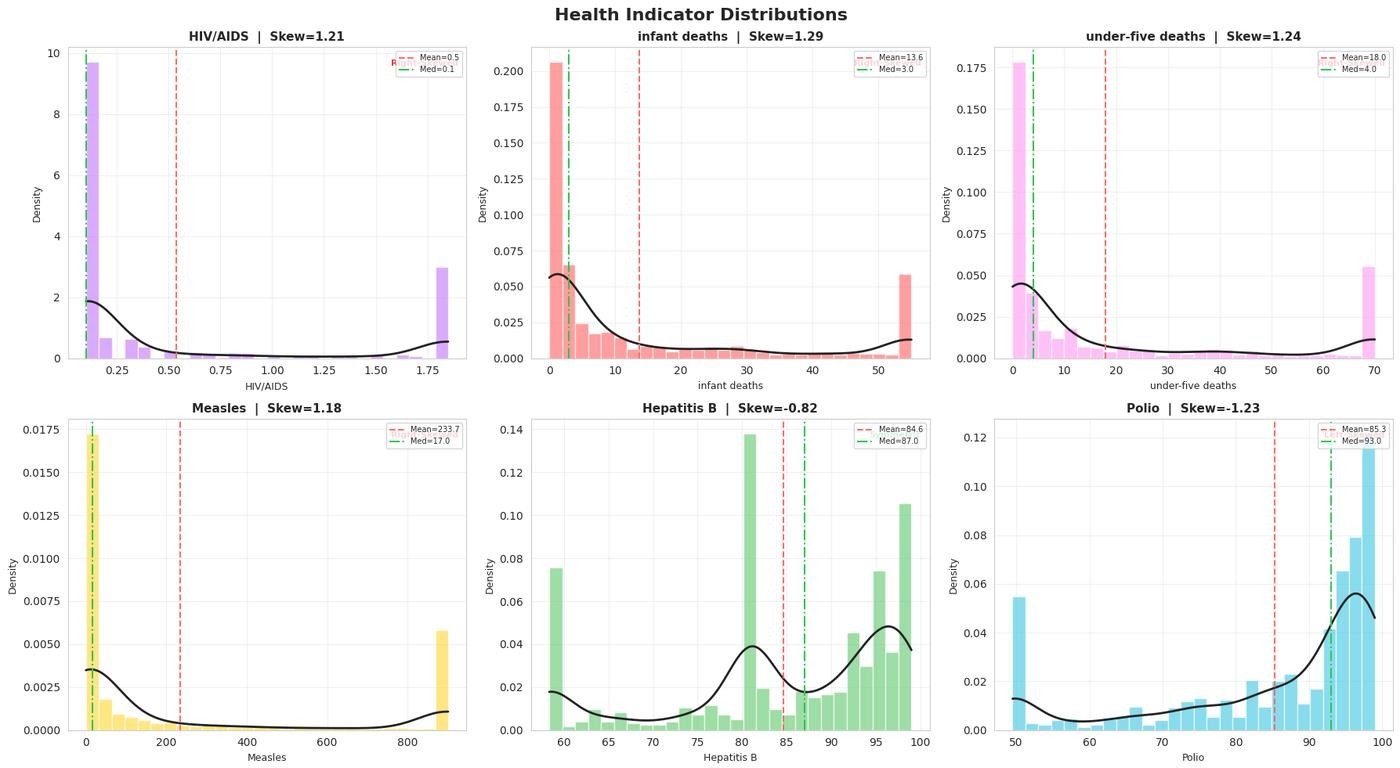 Health Indicator Distributions
HIV/AIDS | Skew=1.21
Mean=0.5
Med=0.1
10
8
6
4
2
0
Density
0.25 0.50 0.75 1.00 1.25 1.50 1.75
HIV/AIDS
infant deaths | Skew=1.29
Mean=13.6
Med=3.0
0.200
0.175
0.150
0.125
0.100
0.075
0.050
0.025
0.000
Density
0 10 20 30 40 50
infant deaths
under-five deaths | Skew=1.24
Mean=18.0
Med=4.0
0.175
0.150
0.125
0.100
0.075
0.050
0.025
0.000
Density
0 10 20 30 40 50 60 70
under-five deaths
Measles | Skew=1.18
Mean=233.7
Med=17.0
0.0175
0.0150
0.0125
0.0100
0.0075
0.0050
0.0025
0.0000
Density
0 200 400 600 800
Measles
Hepatitis B | Skew=-0.82
Mean=84.6
Med=87.0
0.14
0.12
0.10
0.08
0.06
0.04
0.02
0.00
Density
60 65 70 75 80 85 90 95 100
Hepatitis B
Polio | Skew=-1.23
Mean=85.3
Med=93.0
0.12
0.10
0.08
0.06
0.04
0.02
0.00
Density
50 60 70 80 90 100
Polio